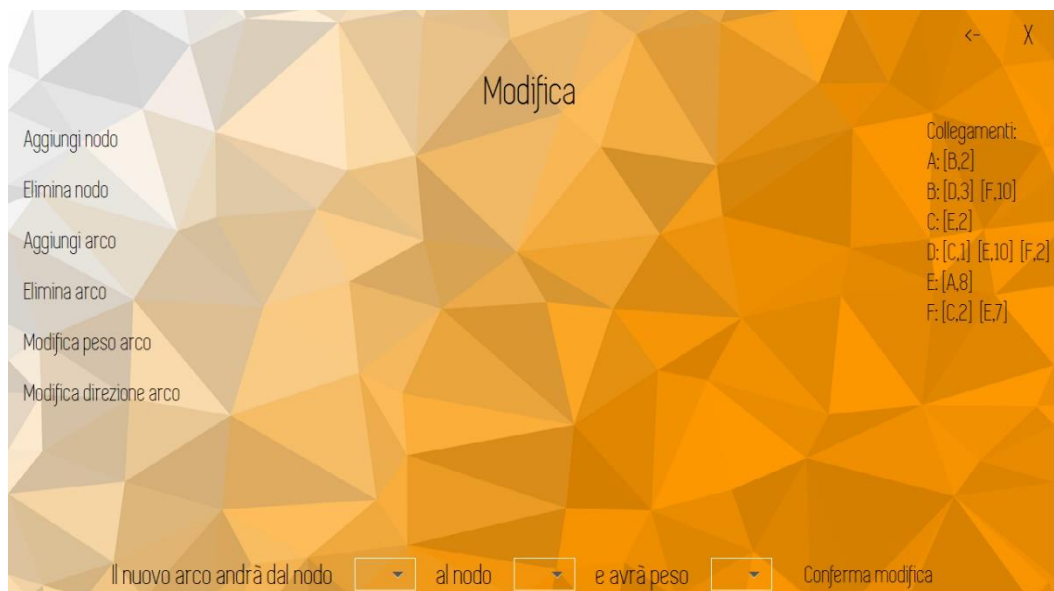 <- X
Modifica
Aggiungi nodo
Elimina nodo
Aggiungi arco
Elimina arco
Modifica peso arco
Modifica direzione arco
Collegamenti:
A: [B,2]
B: [D,3] [F,10]
C: [E,2]
D: [C,1] [E,10] [F,2]
E: [A,8]
F: [C,2] [E,7]
Il nuovo arco andrà dal nodo al nodo e avrà peso Conferma modifica